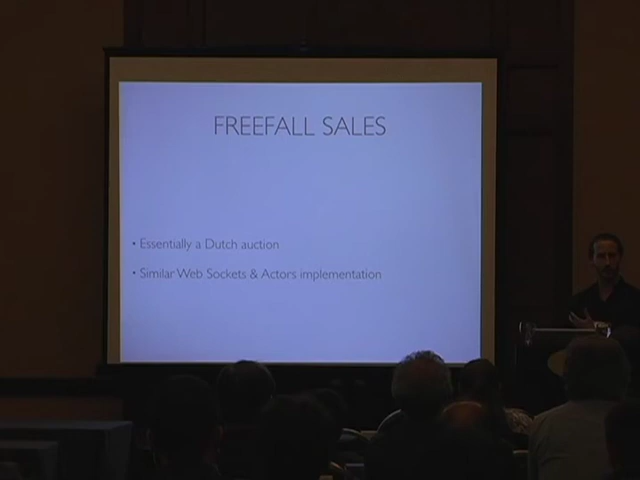 FREEFALL SALES
• Essentially a Dutch auction
• Similar Web Sockets & Actors implementation